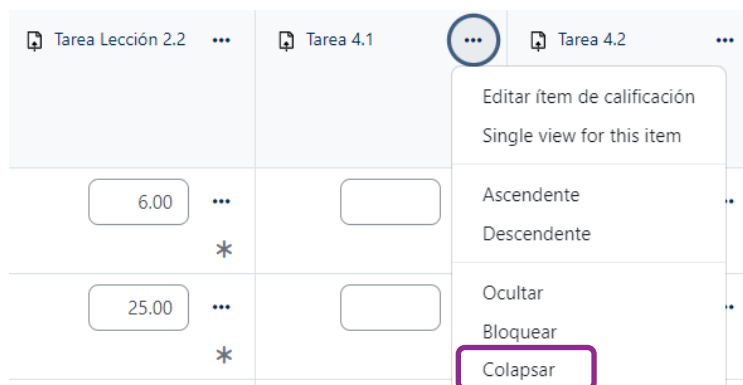 Tarea Lección 2.2 ••• Tarea 4.1 ••• Tarea 4.2 •••
Editar ítem de calificación
Single view for this item
6.00 •••
Ascendente
*
Descendente
Ocultar
25.00 •••
Bloquear
*
Colapsar